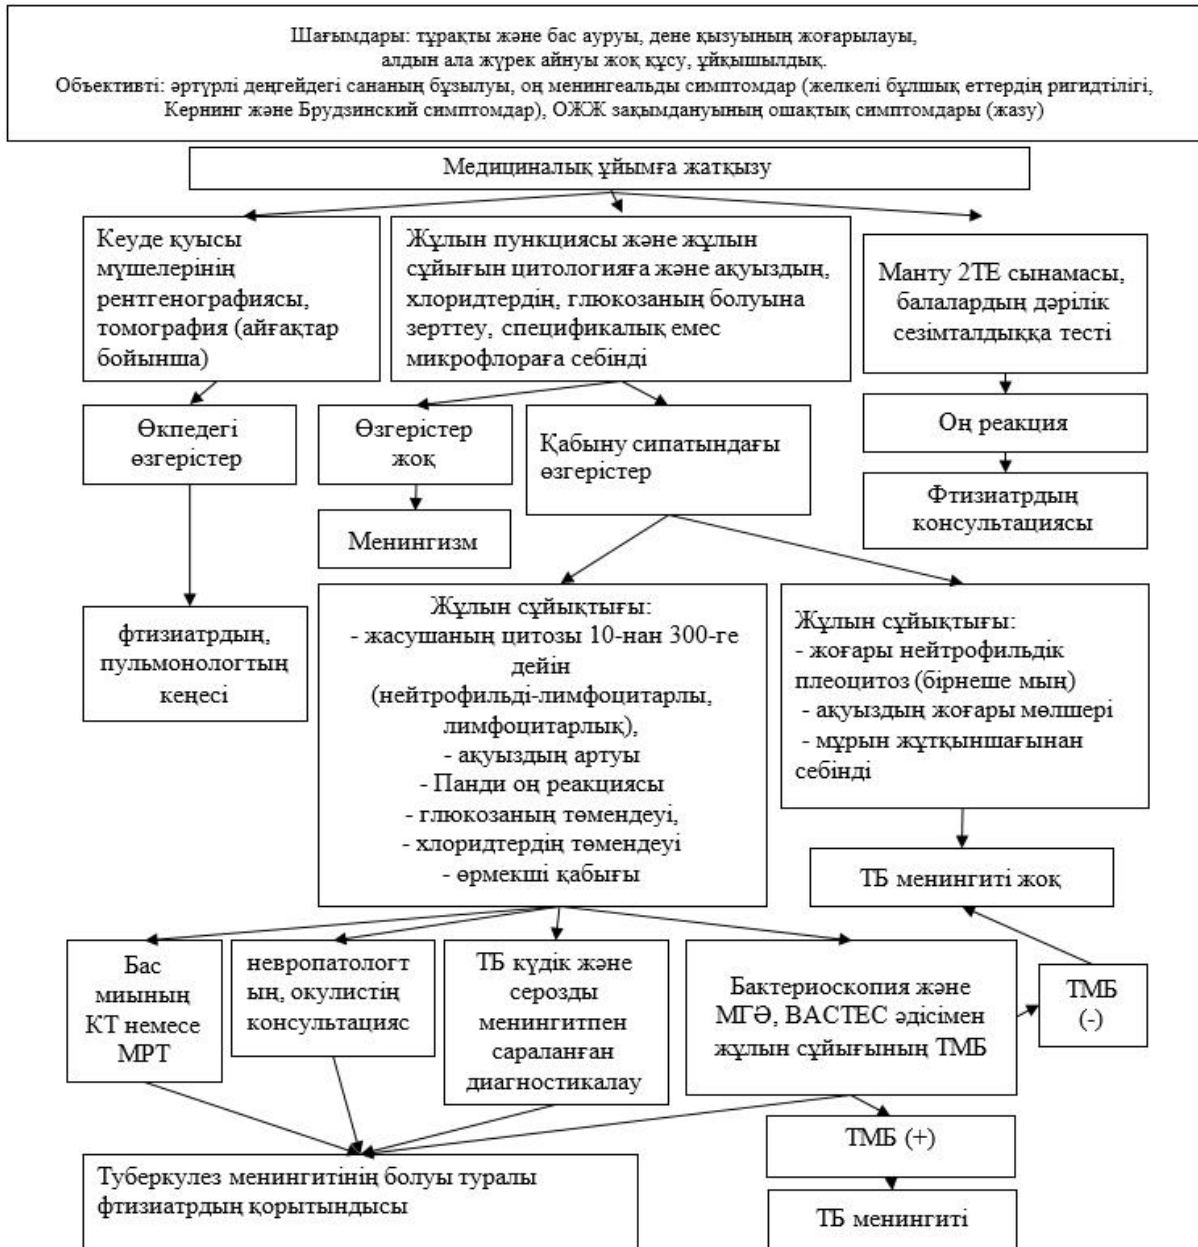 Шағымдары: тұрақты және бас ауруы, дене қызуының жоғарылауы,
алдын ала жүрек айнуы жоқ құсу, ұйқышылдық.
Объективті: әртүрлі деңгейдегі сананың бұзылуы, оң менингеальды симптомдар (желкелі бұлшық еттердің ригидтілігі,
Кернинг және Брудзинский симптомдар), ОЖЖ зақымдануының ошақтық симптомдары (жазу)
Медициналық ұйымға жатқызу
Кеуде қуысы
мүшелерінің
рентгенографиясы,
томография (айғақтар
бойынша)
Жұлын пункциясы және жұлын
сұйығын цитологияға және ақуыздың,
хлоридтердің, глюкозаның болуына
зерттеу, спецификалық емес
микрофлораға себінді
Манту 2ТЕ сынамасы,
балалардың дәрілік
сезімталдыққа тесті
Өкпедегі
өзгерістер
Өзгерістер
жоқ
Қабыну сипатындағы
өзгерістер
Оң реакция
Фтизиатрдың
консультациясы
Менингизм
фтизиатрдың,
пульмонологтың
кеңесі
Жұлын сұйықтығы:
- жасушаның цитозы 10-нан 300-ге
дейін
(нейтрофильді-лимфоцитарлы,
лимфоцитарлық),
- ақуыздың артуы
- Панди оң реакциясы
- глюкозаның төмендеуі,
- хлоридтердің төмендеуі
- өрмекші қабығы
Жұлын сұйықтығы:
- жоғары нейтрофильдік
плеоцитоз (бірнеше мың)
- ақуыздың жоғары мөлшері
- мұрын жұтқыншағынан
себінді
ТБ менингиті жоқ
Бас
миының
КТ немесе
МРТ
невропатологт
ың, окулистің
консультацияс
ТБ күдік және
серозды
менингитпен
сараланған
диагностикалау
Бактериоскопия және
МГӘ, BACTEC әдісімен
жұлын сұйығының ТМБ
ТМБ
(-)
ТМБ (+)
Туберкулез менингитінің болуы туралы
фтизиатрдың қорытындысы
ТБ менингиті